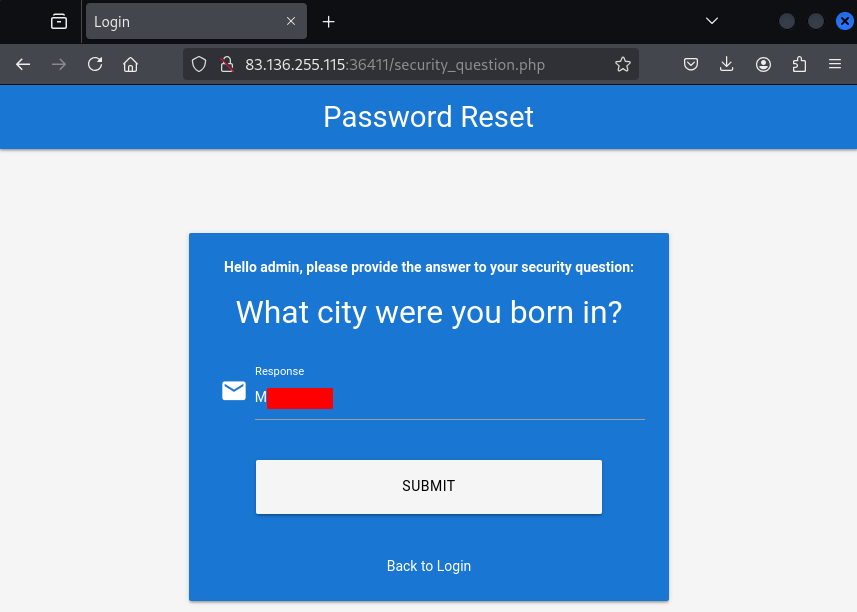 Login
83.136.255.115:36411/security_question.php
Password Reset
Hello admin, please provide the answer to your security question:
What city were you born in?
Response
M
SUBMIT
Back to Login